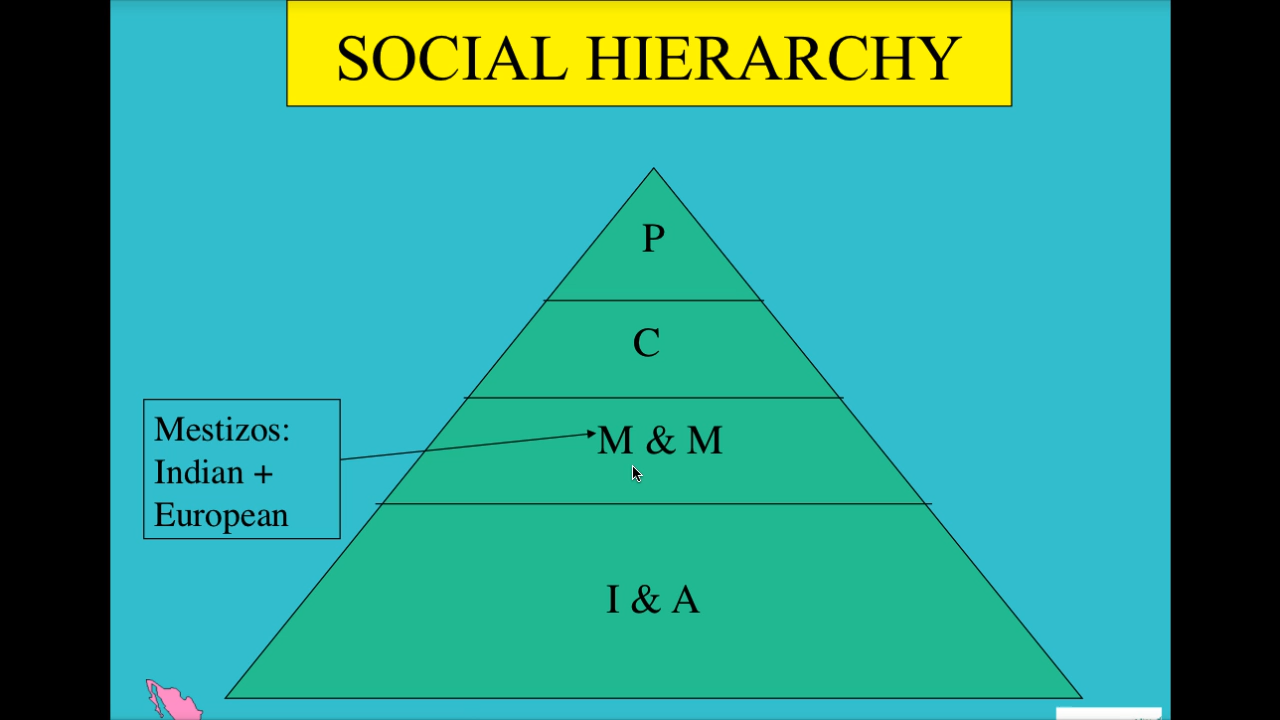 SOCIAL HIERARCHY
P
C
Mestizos:
Indian +
European
M & M
I & A